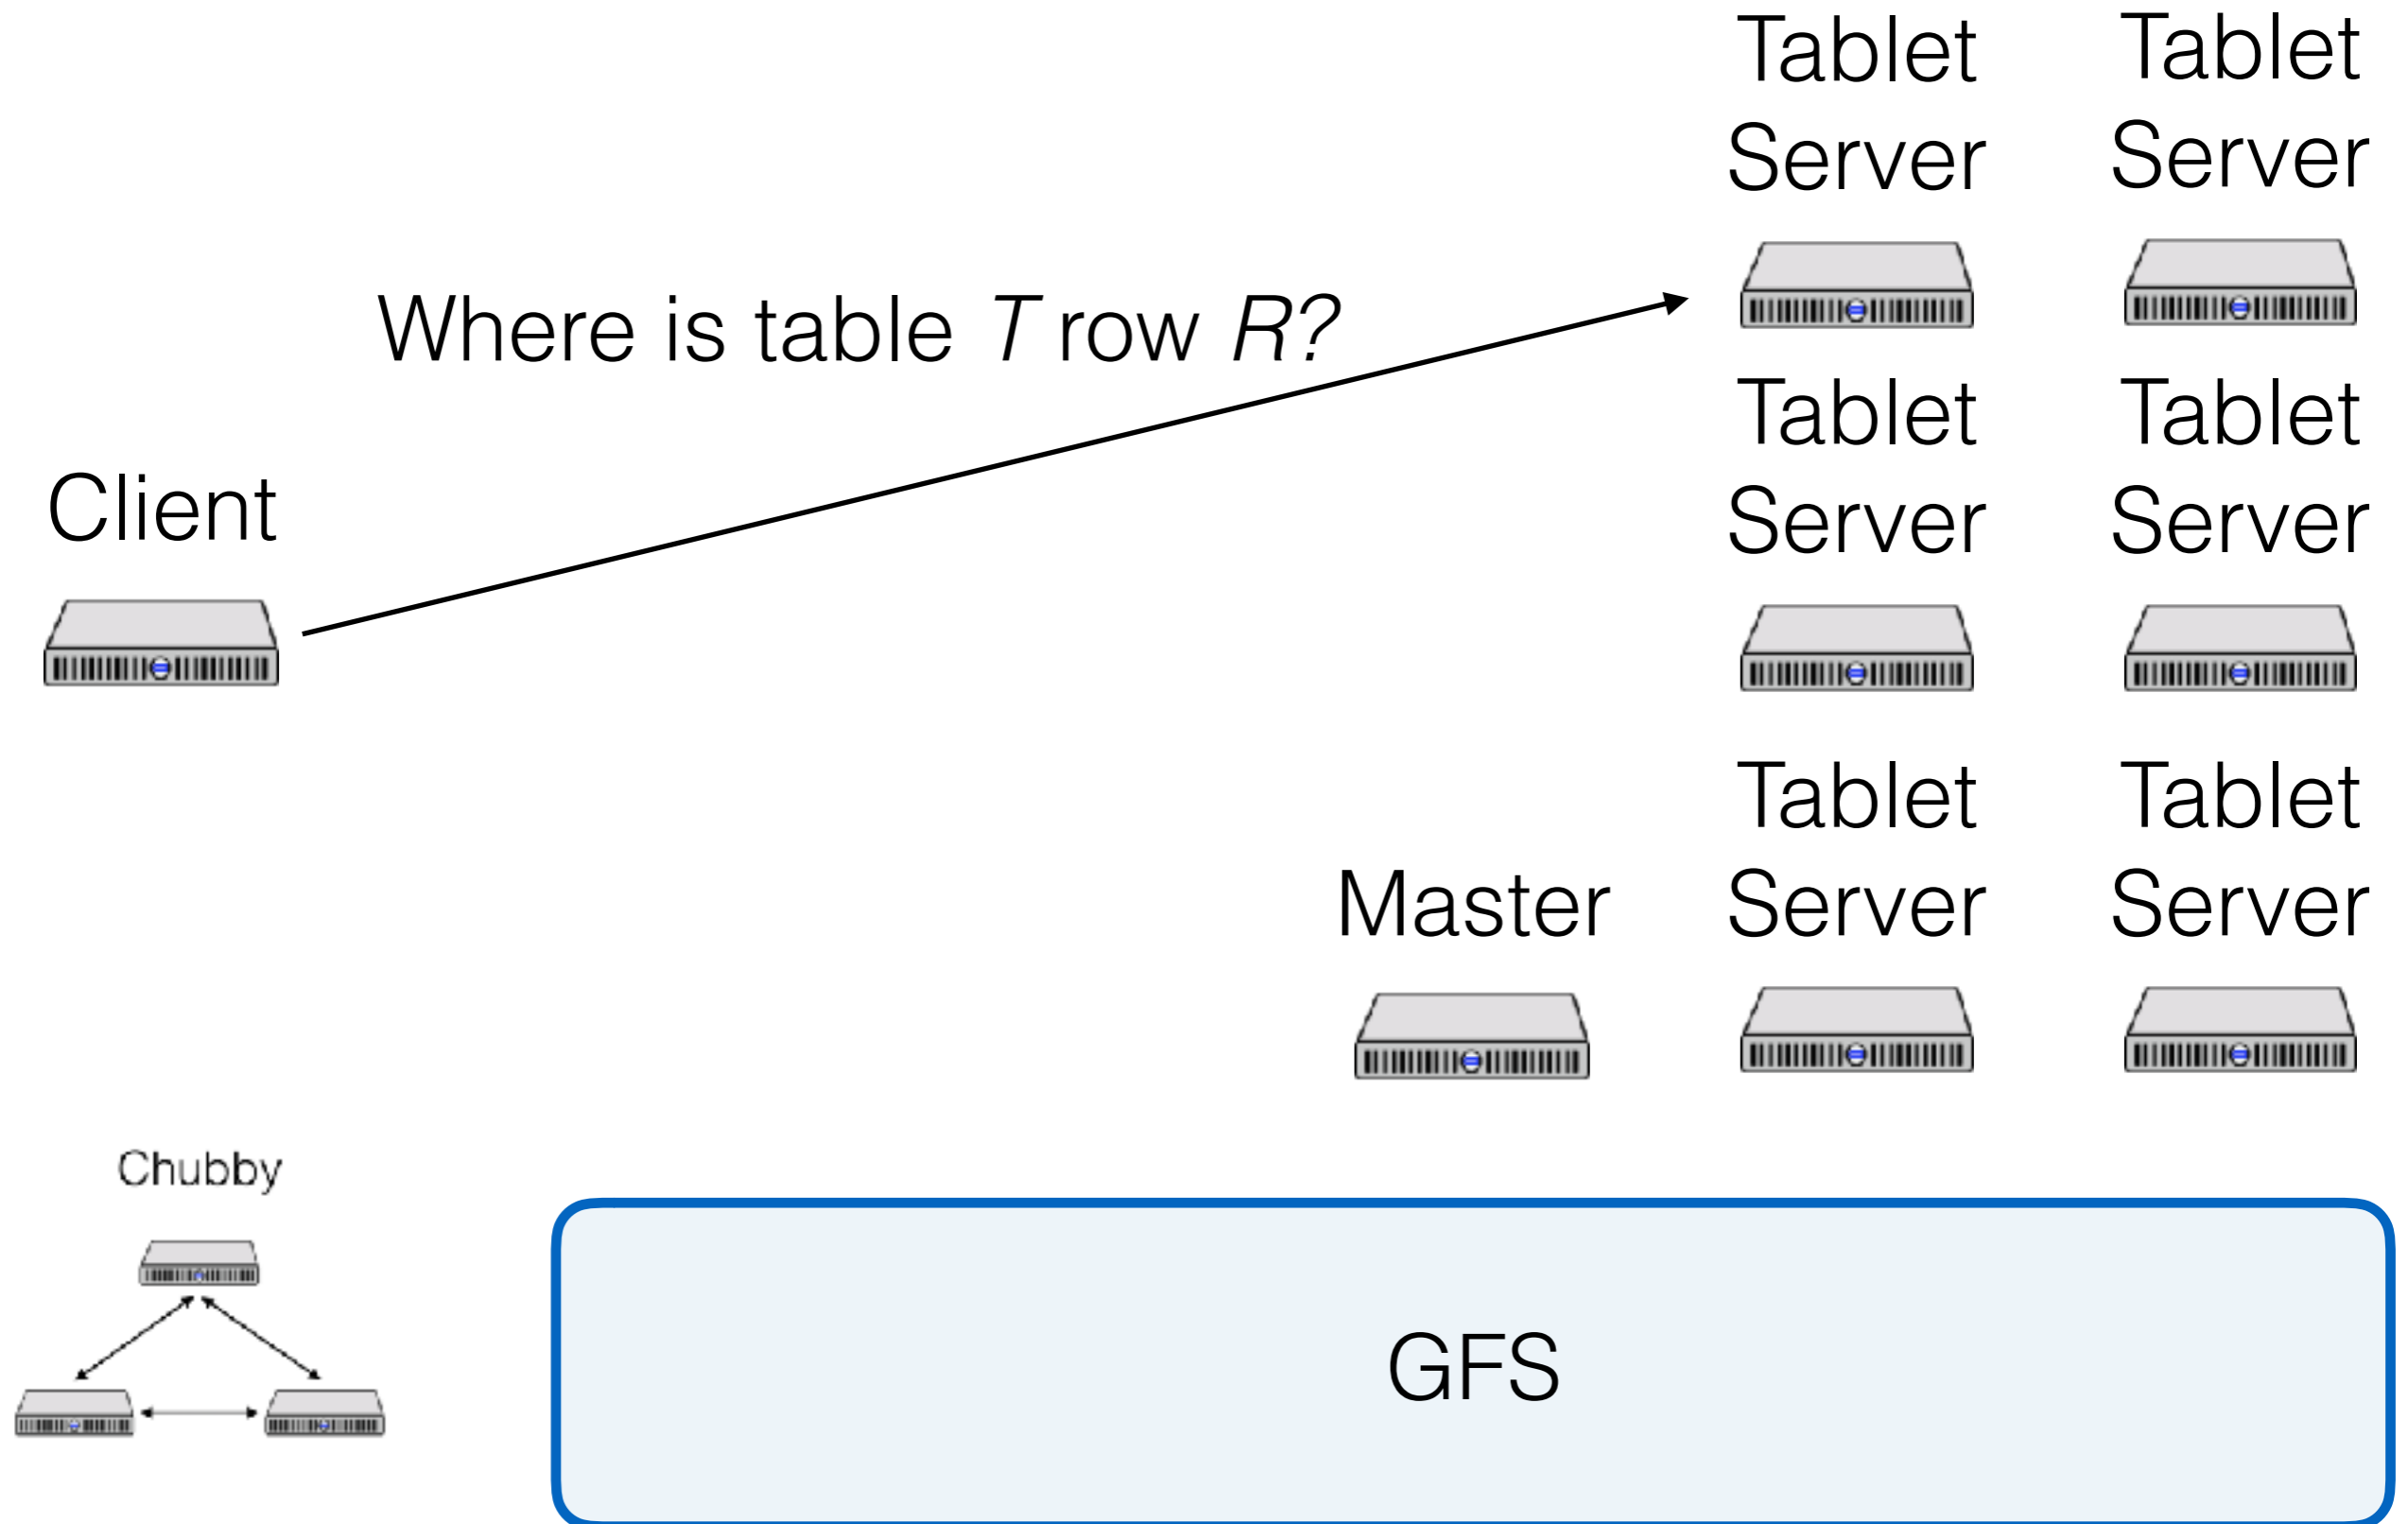 Tablet
Server
Tablet
Server
Where is table T row R?
Client
Tablet
Server
Tablet
Server
Master
Tablet
Server
Tablet
Server
Chubby
GFS